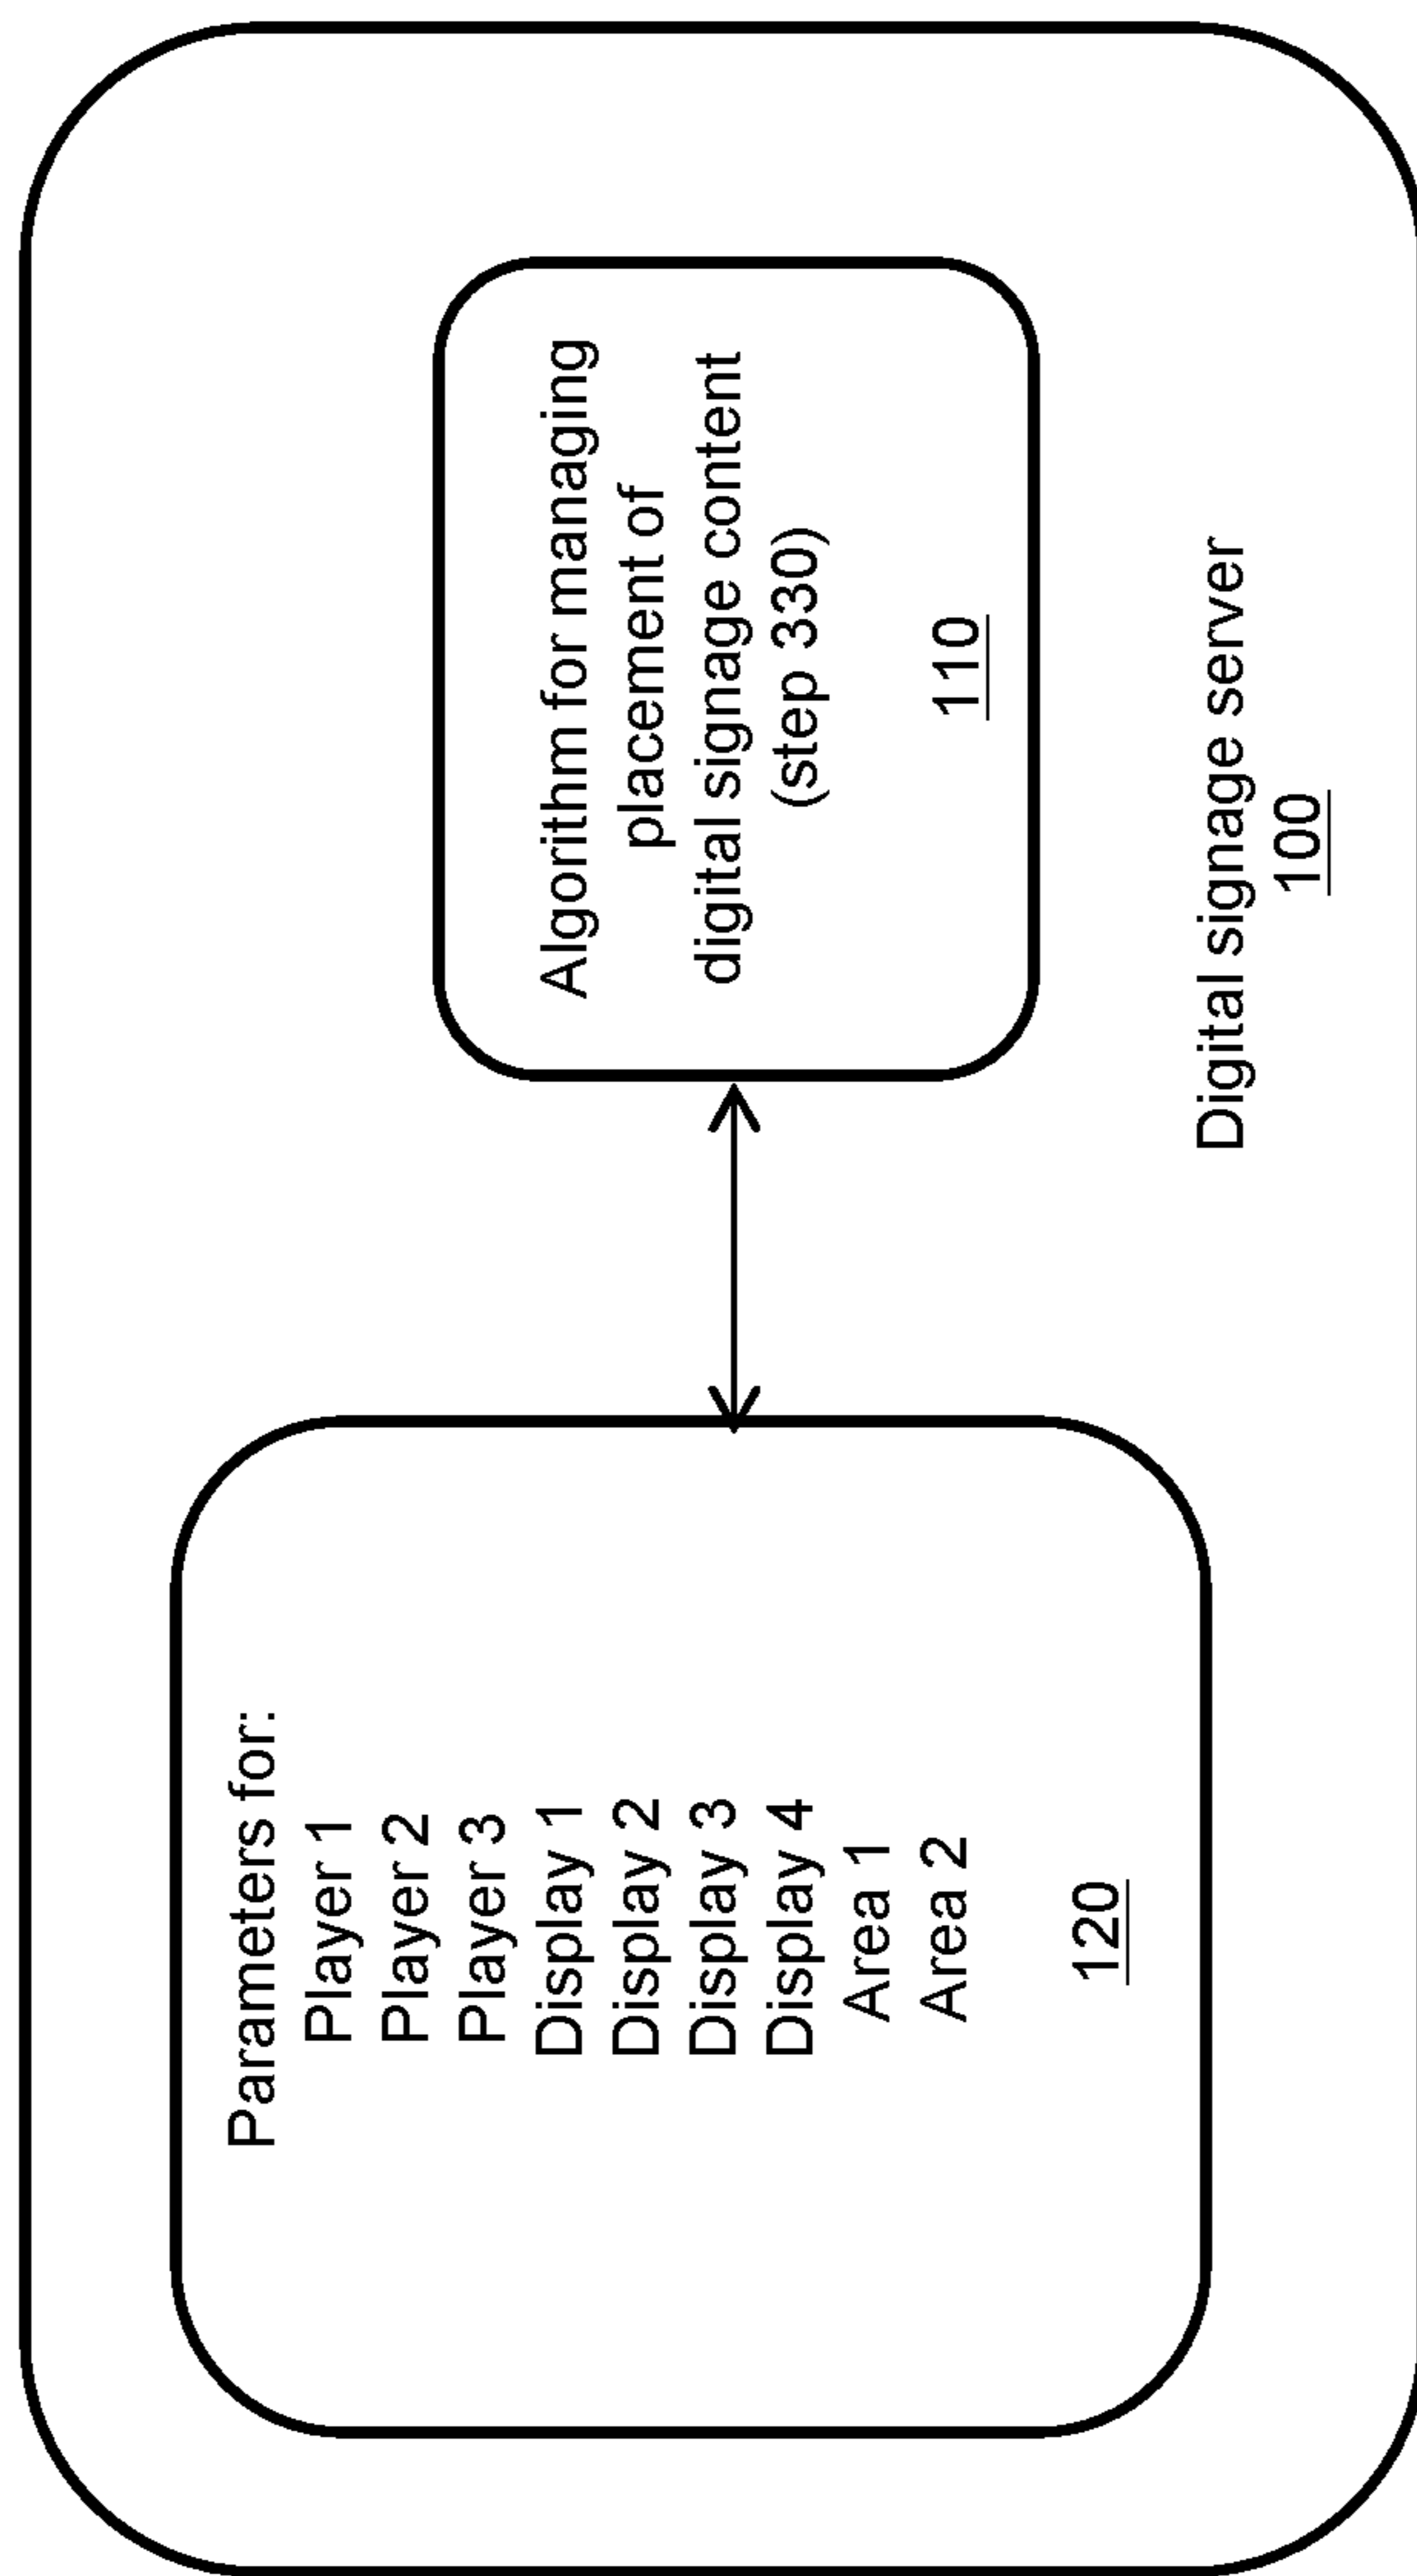 Parameters for:
Player 1
Player 2
Player 3
Display 1
Display 2
Display 3
Display 4
Area 1
Area 2
120
Algorithm for managing
placement of
digital signage content
(step 330)
110
Digital signage server
100